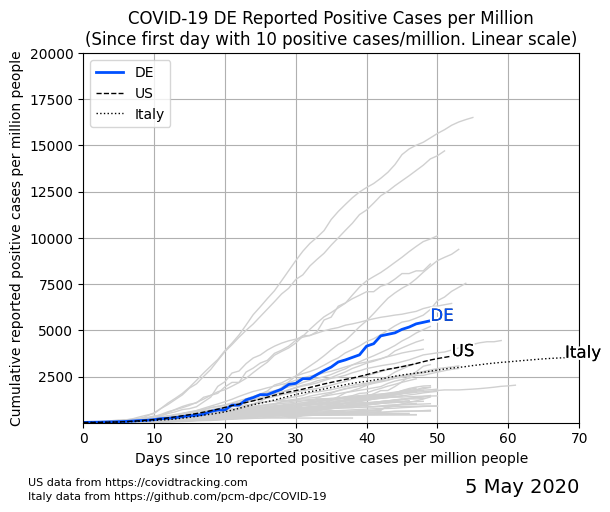 COVID-19 DE Reported Positive Cases per Million
(Since first day with 10 positive cases/million. Linear scale)
Cumulative reported positive cases per million people
20000
17500
15000
12500
10000
7500
5000
2500
DE
US
Italy
DE
US
Italy
0
10
20
30
40
50
60
70
Days since 10 reported positive cases per million people
US data from https://covidtracking.com
Italy data from https://github.com/pcm-dpc/COVID-19
5 May 2020